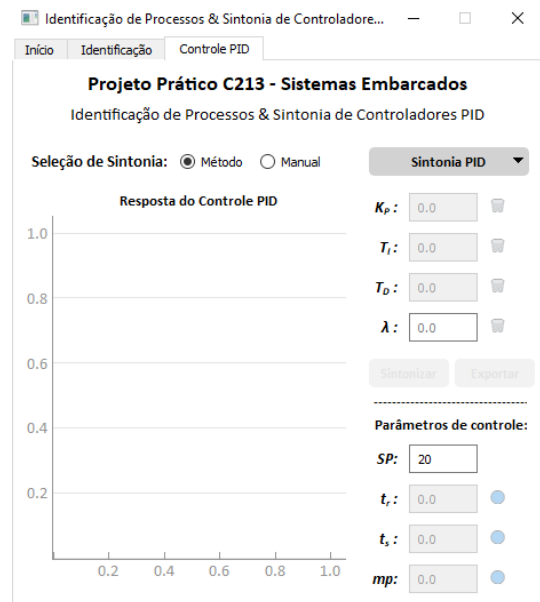 Identificação de Processos & Sintonia de Controladore...
Início Identificação Controle PID
Projeto Prático C213 - Sistemas Embarcados
Identificação de Processos & Sintonia de Controladores PID
Seleção de Sintonia: Método Manual Sintonia PID
Resposta do Controle PID
1.0
0.8
0.6
0.4
0.2
0.2 0.4 0.6 0.8 1.0
Kₚ: 0.0
Tᵢ: 0.0
T_D: 0.0
λ: 0.0
Sintonizar Exportar
Parâmetros de controle:
SP: 20
tᵣ: 0.0
tₛ: 0.0
mp: 0.0